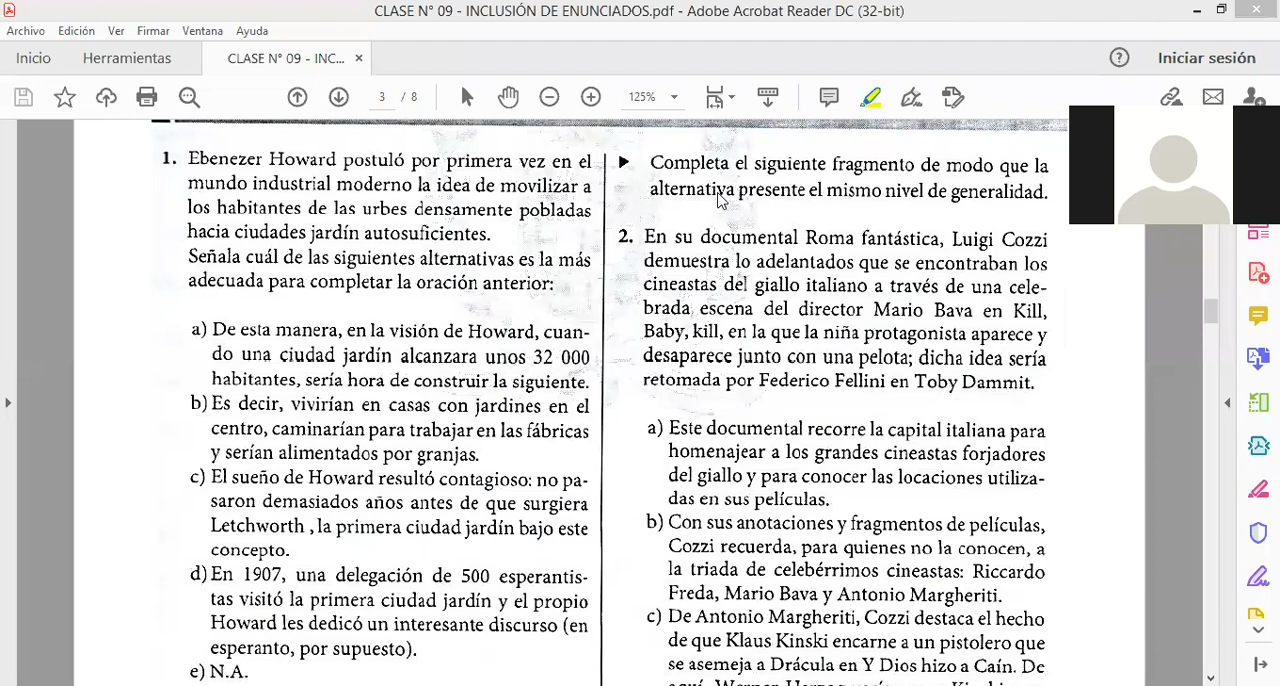 CLASE N° 09 - INCLUSIÓN DE ENUNCIADOS.pdf - Adobe Acrobat Reader DC (32-bit)
Archivo Edición Ver Firmar Ventana Ayuda
Inicio Herramientas CLASE N° 09 - INC... × Iniciar sesión
3 / 8 125%
1. Ebenezer Howard postuló por primera vez en el
mundo industrial moderno la idea de movilizar a
los habitantes de las urbes densamente pobladas
hacia ciudades jardín autosuficientes.
Señala cuál de las siguientes alternativas es la más
adecuada para completar la oración anterior:
a) De esta manera, en la visión de Howard, cuan-
do una ciudad jardín alcanzara unos 32 000
habitantes, sería hora de construir la siguiente.
b) Es decir, vivirían en casas con jardines en el
centro, caminarían para trabajar en las fábricas
y serían alimentados por granjas.
c) El sueño de Howard resultó contagioso: no pa-
saron demasiados años antes de que surgiera
Letchworth , la primera ciudad jardín bajo este
concepto.
d) En 1907, una delegación de 500 esperantis-
tas visitó la primera ciudad jardín y el propio
Howard les dedicó un interesante discurso (en
esperanto, por supuesto).
e) N.A.
Completa el siguiente fragmento de modo que la
alternativa presente el mismo nivel de generalidad.
2. En su documental Roma fantástica, Luigi Cozzi
demuestra lo adelantados que se encontraban los
cineastas del giallo italiano a través de una cele-
brada escena del director Mario Bava en Kill,
Baby, kill, en la que la niña protagonista aparece y
desaparece junto con una pelota; dicha idea sería
retomada por Federico Fellini en Toby Dammit.
a) Este documental recorre la capital italiana para
homenajear a los grandes cineastas forjadores
del giallo y para conocer las locaciones utiliza-
das en sus películas.
b) Con sus anotaciones y fragmentos de películas,
Cozzi recuerda, para quienes no la conocen, a
la triada de celebérrimos cineastas: Riccardo
Freda, Mario Bava y Antonio Margheriti.
c) De Antonio Margheriti, Cozzi destaca el hecho
de que Klaus Kinski encarne a un pistolero que
se asemeja a Drácula en Y Dios hizo a Caín. De